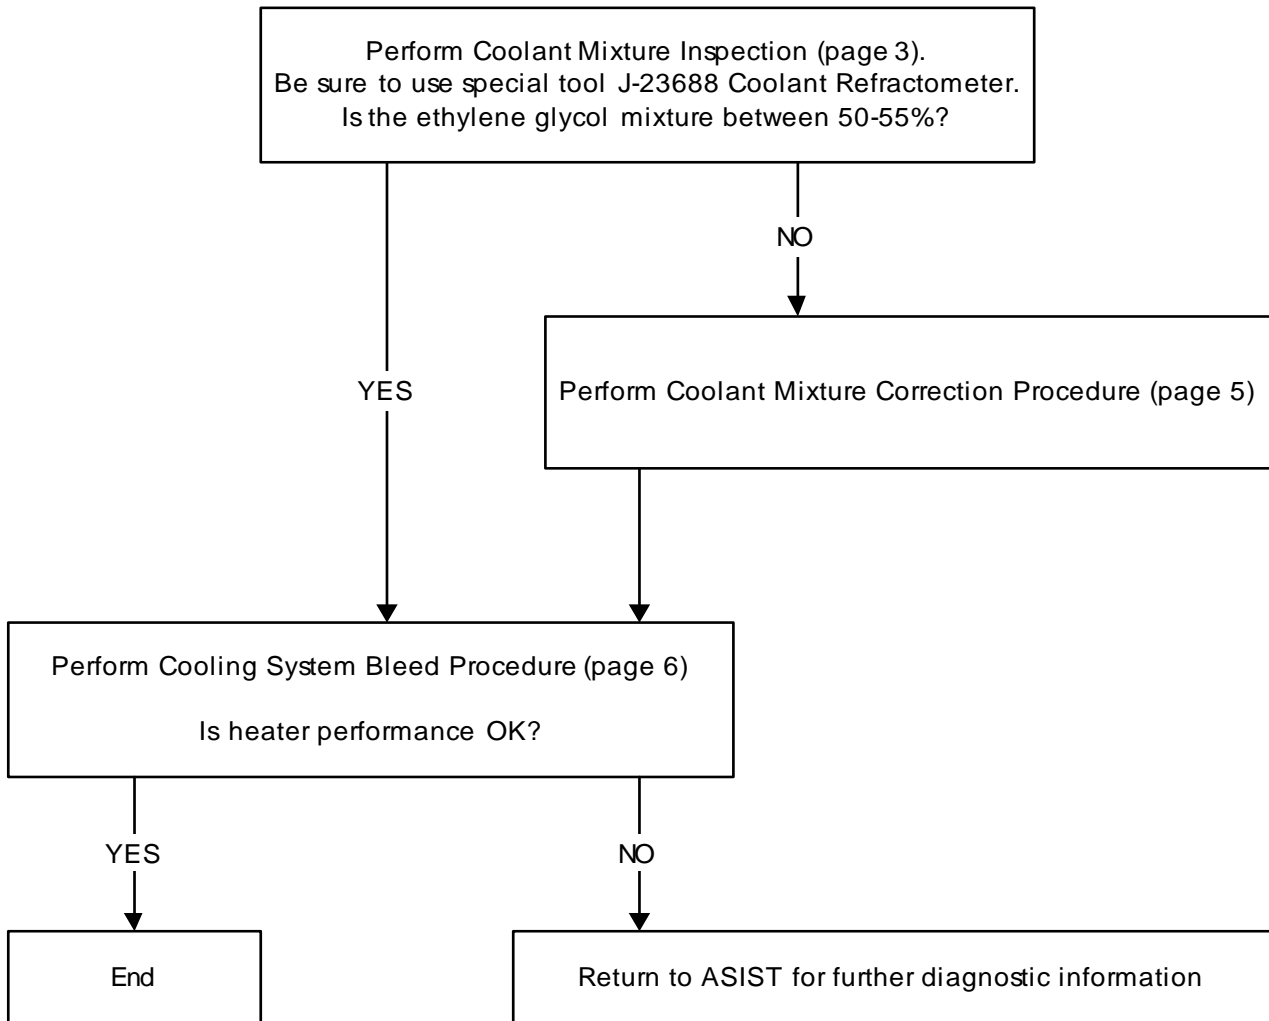 Perform Coolant Mixture Inspection (page 3).
Be sure to use special tool J-23688 Coolant Refractometer.
Is the ethylene glycol mixture between 50-55%?
NO
YES
Perform Coolant Mixture Correction Procedure (page 5)
Perform Cooling System Bleed Procedure (page 6)
Is heater performance OK?
YES
NO
End
Return to ASIST for further diagnostic information